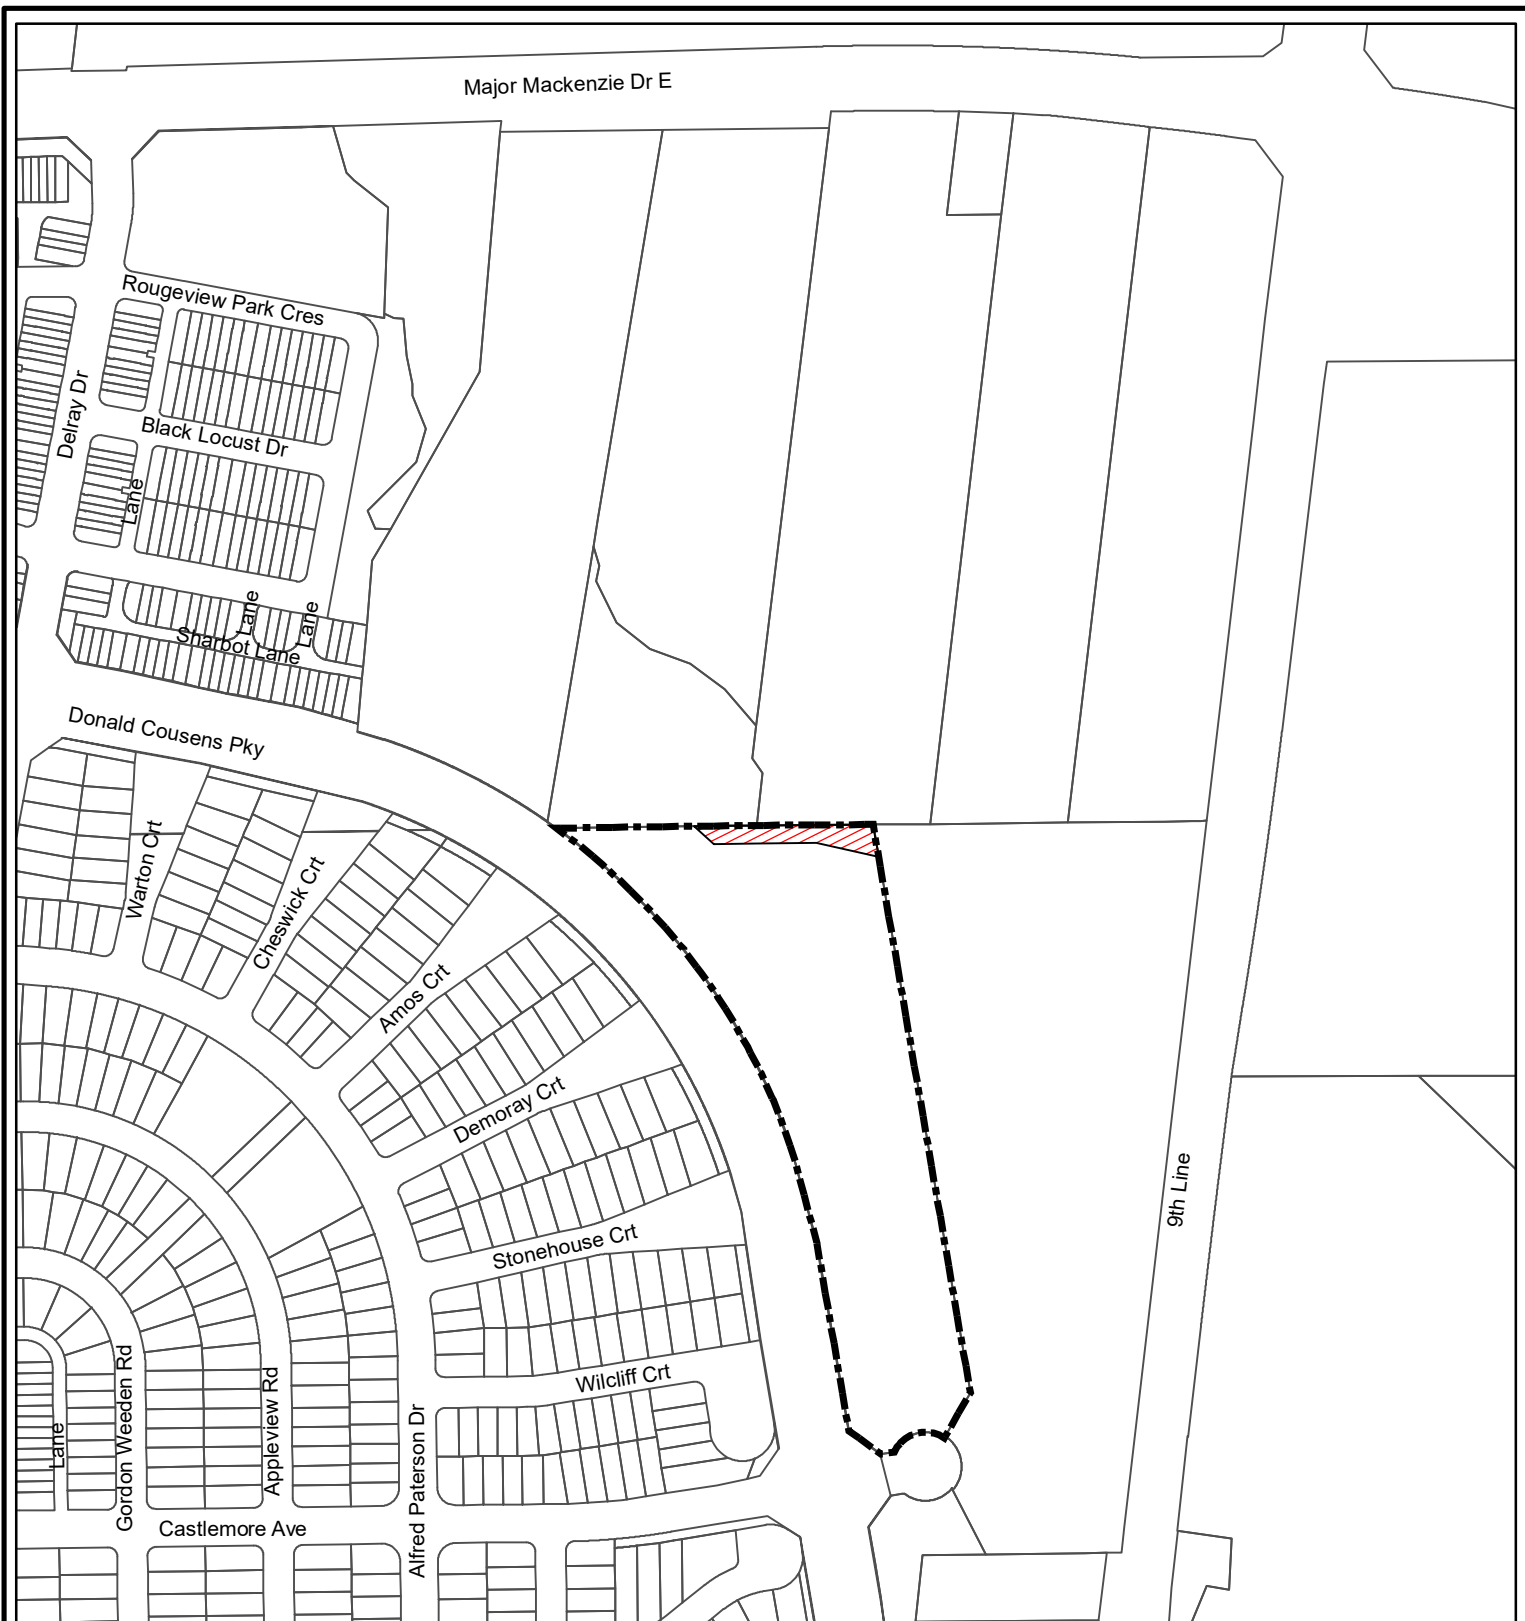 Major Mackenzie Dr E
Rougeview Park Cres
Delray Dr
Black Locust Dr
Lane
Lane
Lane
Sharbot Lane
Donald Cousens Pky
Warton Crt
Cheswick Crt
Amos Crt
Demoray Crt
9th Line
Stonehouse Crt
Wilcliff Crt
Gordon Weeden Rd
Appleview Rd
Alfred Paterson Dr
Lane
Castlemore Ave